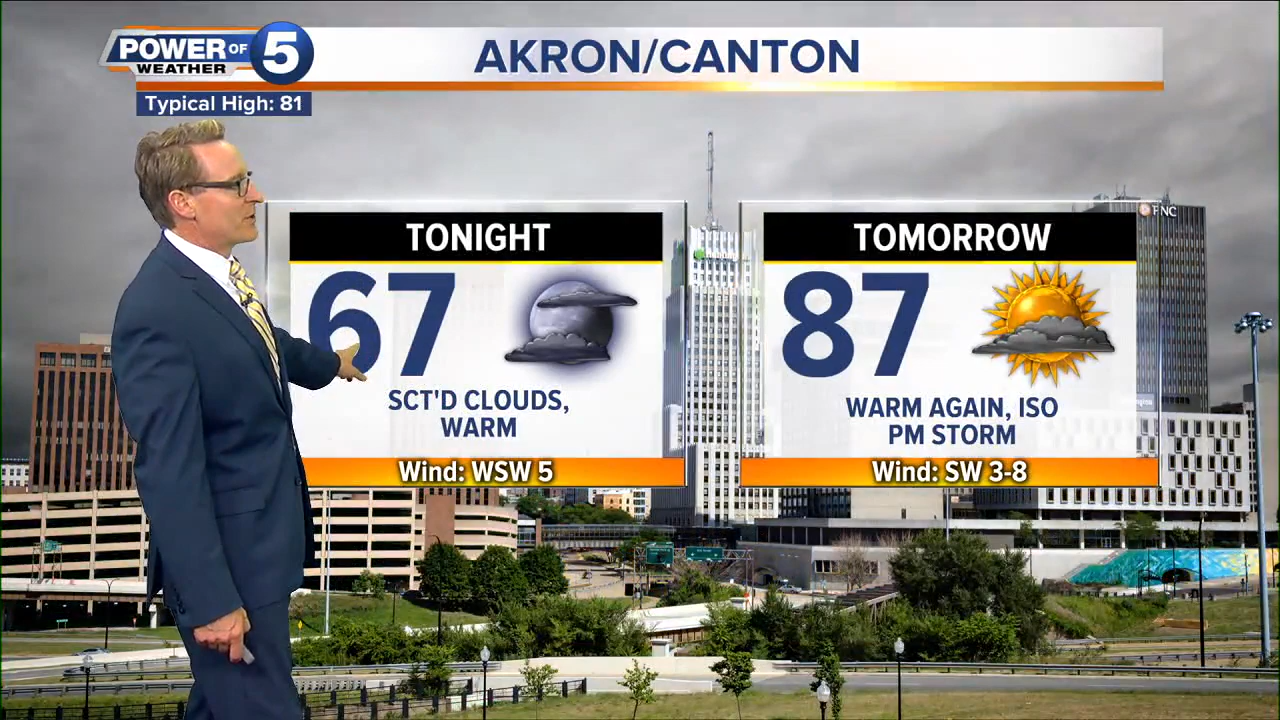 POWER OF 5
WEATHER
AKRON/CANTON
Typical High: 81
TONIGHT
67
SCT'D CLOUDS,
WARM
Wind: WSW 5
TOMORROW
87
WARM AGAIN, ISO
PM STORM
Wind: SW 3-8
PNC